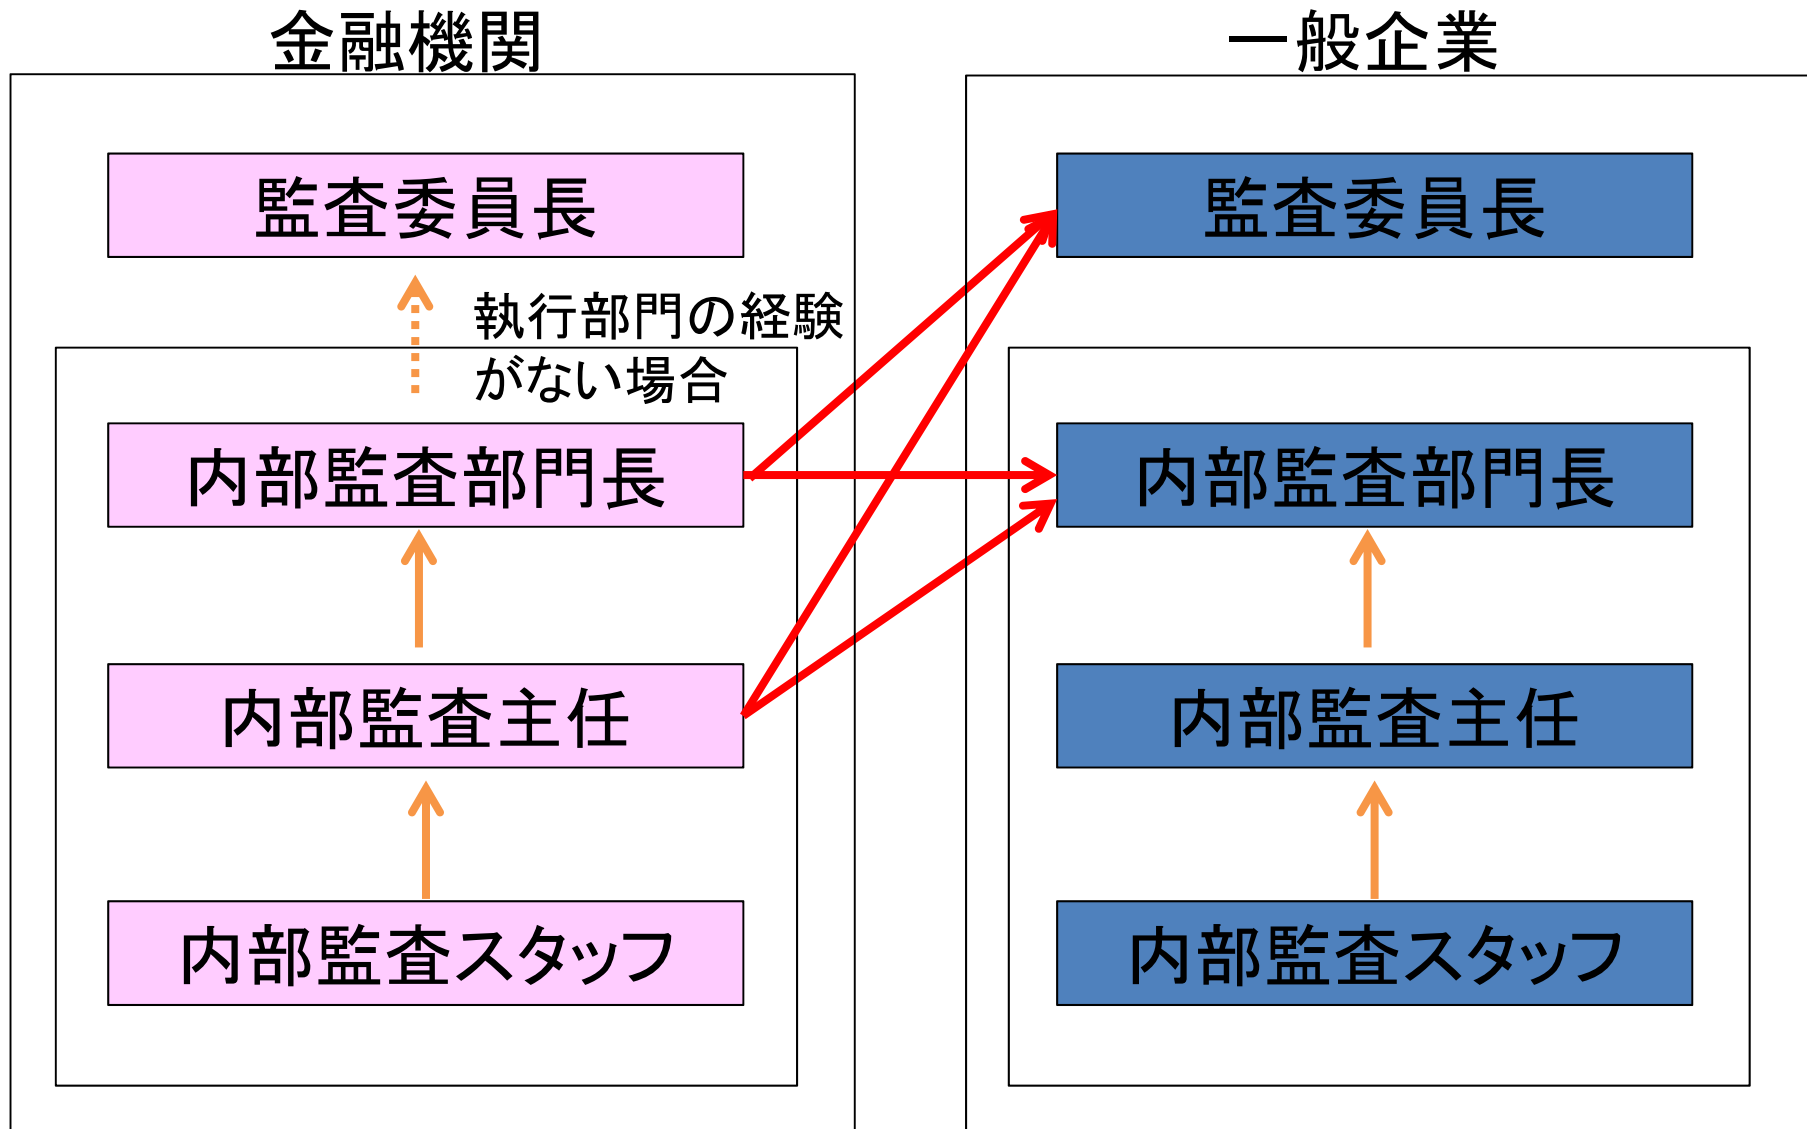 金融機関
監査委員長
執行部門の経験
がない場合
内部監査部門長
内部監査主任
内部監査スタッフ
一般企業
監査委員長
内部監査部門長
内部監査主任
内部監査スタッフ